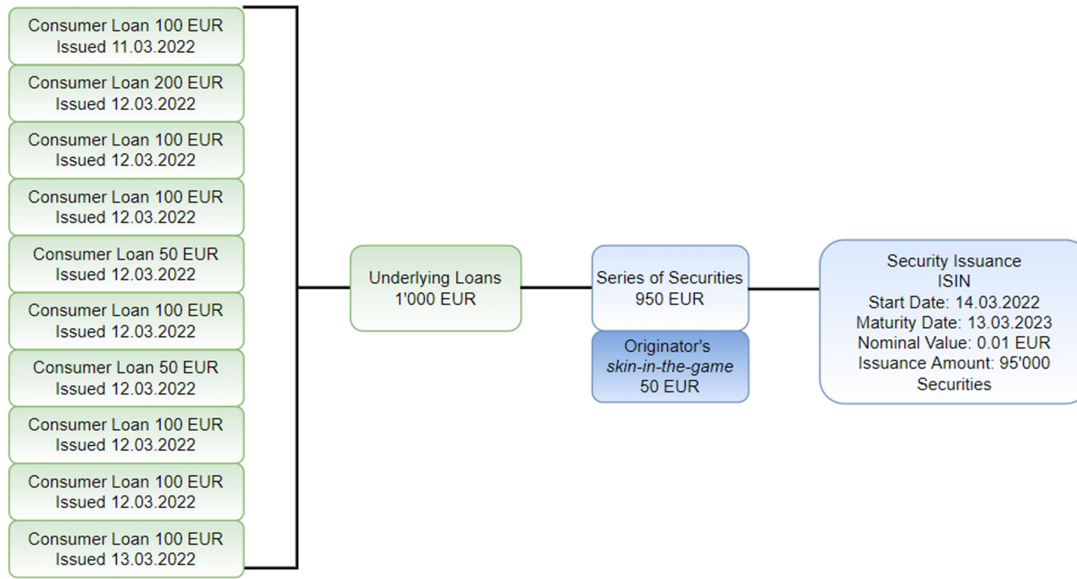 Consumer Loan 100 EUR
Issued 11.03.2022
Consumer Loan 200 EUR
Issued 12.03.2022
Consumer Loan 100 EUR
Issued 12.03.2022
Consumer Loan 100 EUR
Issued 12.03.2022
Consumer Loan 50 EUR
Issued 12.03.2022
Consumer Loan 100 EUR
Issued 12.03.2022
Consumer Loan 50 EUR
Issued 12.03.2022
Consumer Loan 100 EUR
Issued 12.03.2022
Consumer Loan 100 EUR
Issued 12.03.2022
Consumer Loan 100 EUR
Issued 13.03.2022
Underlying Loans
1'000 EUR
Series of Securities
950 EUR
Originator's
skin-in-the-game
50 EUR
Security Issuance
ISIN
Start Date: 14.03.2022
Maturity Date: 13.03.2023
Nominal Value: 0.01 EUR
Issuance Amount: 95'000
Securities